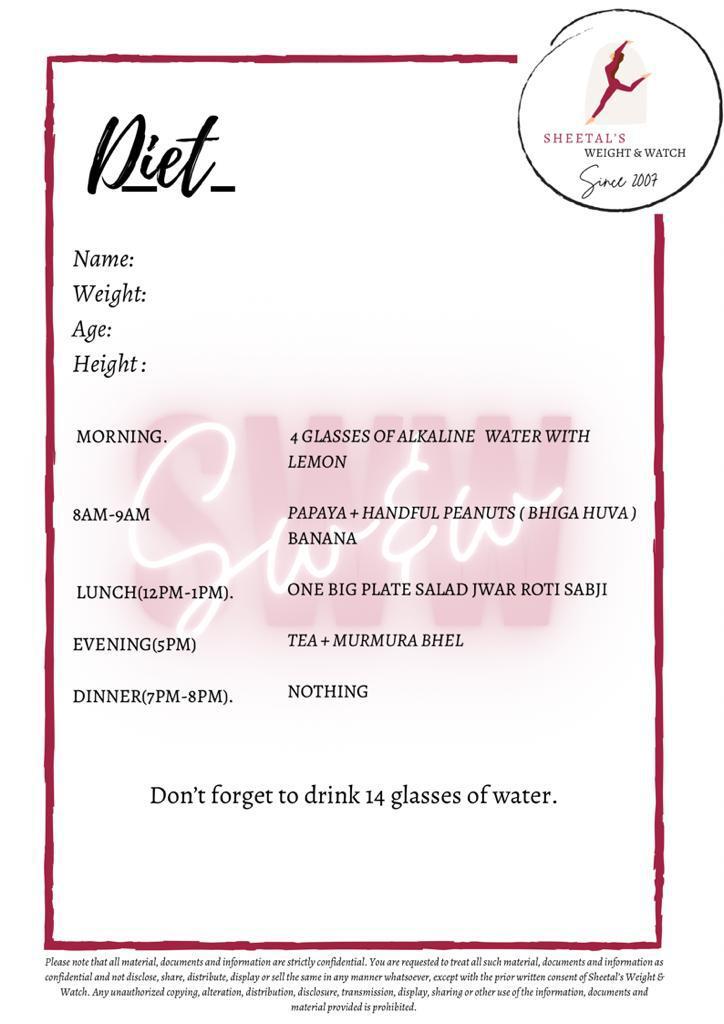 SHEETAL'S
WEIGHT & WATCH
Since 2007
Diet
Name:
Weight:
Age:
Height :
SWW
Sw&w
MORNING. 4 GLASSES OF ALKALINE WATER WITH
LEMON
8AM-9AM PAPAYA + HANDFUL PEANUTS ( BHIGA HUVA )
BANANA
LUNCH(12PM-1PM). ONE BIG PLATE SALAD JWAR ROTI SABJI
EVENING(5PM) TEA + MURMURA BHEL
DINNER(7PM-8PM). NOTHING
Don't forget to drink 14 glasses of water.
Please note that all material, documents and information are strictly confidential. You are requested to treat all such material, documents and information as
confidential and not disclose, share, distribute, display or sell the same in any manner whatsoever, except with the prior written consent of Sheetal's Weight &
Watch. Any unauthorized copying, alteration, distribution, disclosure, transmission, display, sharing or other use of the information, documents and
material provided is prohibited.